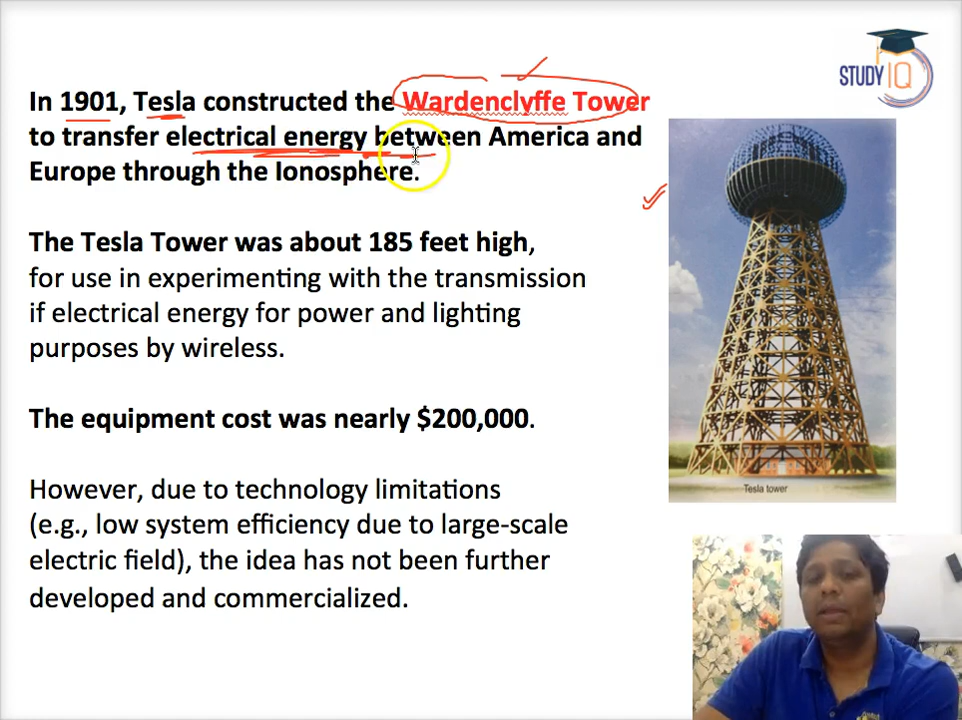 STUDY IQ
In 1901, Tesla constructed the Wardenclyffe Tower
to transfer electrical energy between America and
Europe through the Ionosphere.
The Tesla Tower was about 185 feet high,
for use in experimenting with the transmission
if electrical energy for power and lighting
purposes by wireless.
The equipment cost was nearly $200,000.
However, due to technology limitations
(e.g., low system efficiency due to large-scale
electric field), the idea has not been further
developed and commercialized.
Tesla tower